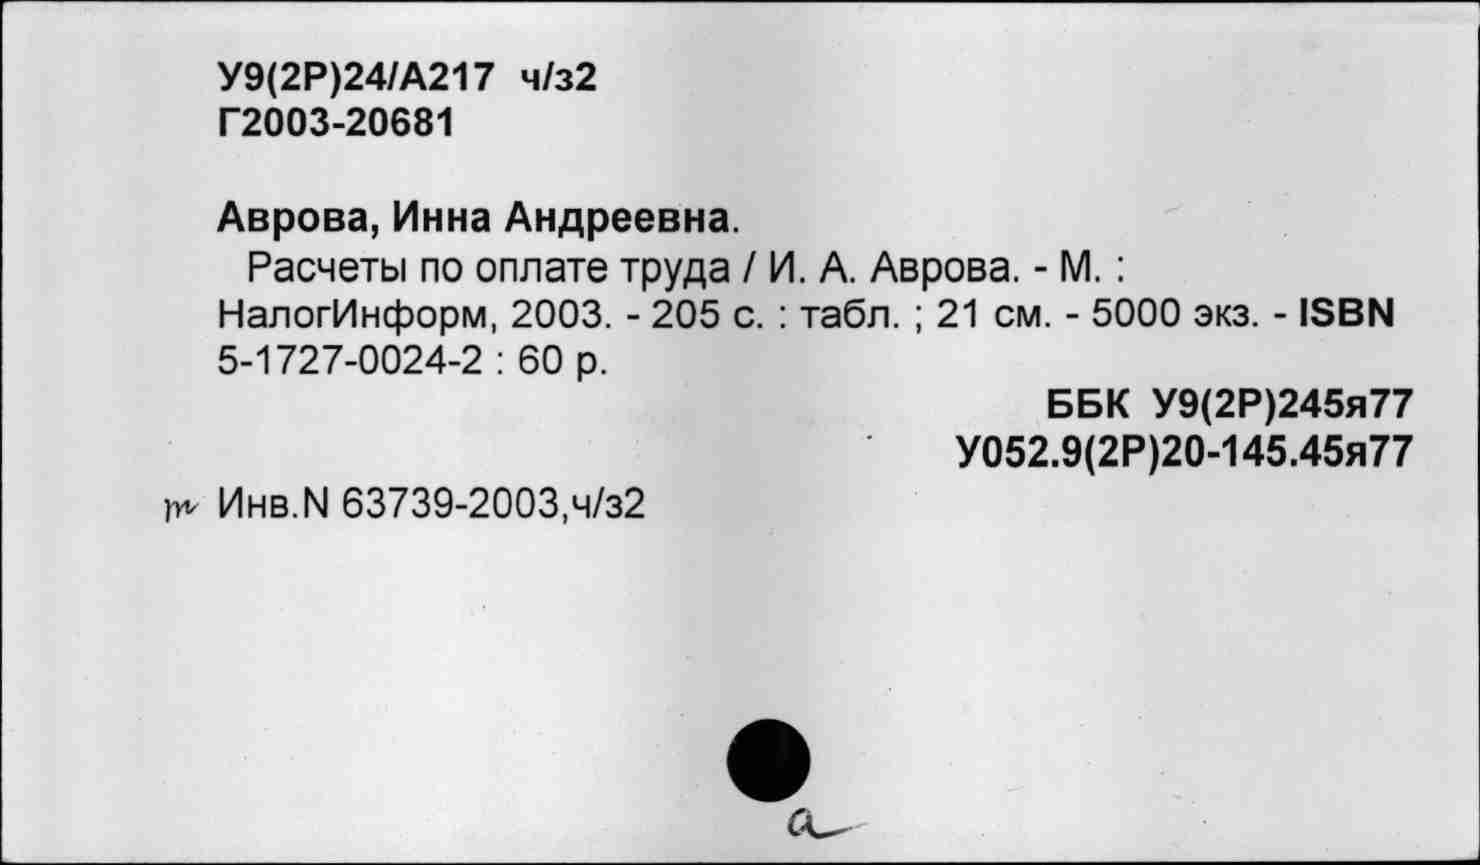 У9(2Р)24/А217 ч/з2
Г2003-20681
Аврова, Инна Андреевна.
Расчеты по оплате труда / И. А. Аврова. - М. :
НалогИнформ, 2003. - 205 с. : табл. ; 21 см. - 5000 экз. - ISBN
5-1727-0024-2 : 60 р.
ББК У9(2Р)245я77
У052.9(2Р)20-145.45я77
Инв.N 63739-2003,ч/з2
а